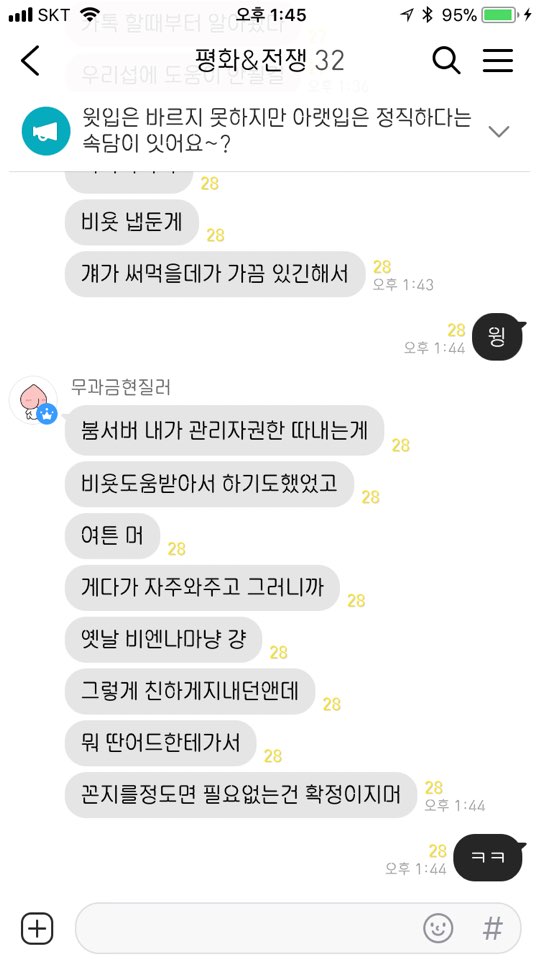 SKT 오후 1:45 95%
평화&전쟁 32
윗입은 바르지 못하지만 아랫입은 정직하다는
속담이 잇어요~?
28
비욧 냅둔게
28
걔가 써먹을데가 가끔 있긴해서
28
오후 1:43
28
오후 1:44
윙
무과금현질러
붐서버 내가 관리자권한 따내는게
28
비욧도움받아서 하기도했었고
28
여튼 머
28
게다가 자주와주고 그러니까
28
옛날 비엔나마냥 걍
28
그렇게 친하게지내던앤데
28
뭐 딴어드한테가서
28
꼰지를정도면 필요없는건 확정이지머
28
오후 1:44
28
오후 1:44
ㅋㅋ
#